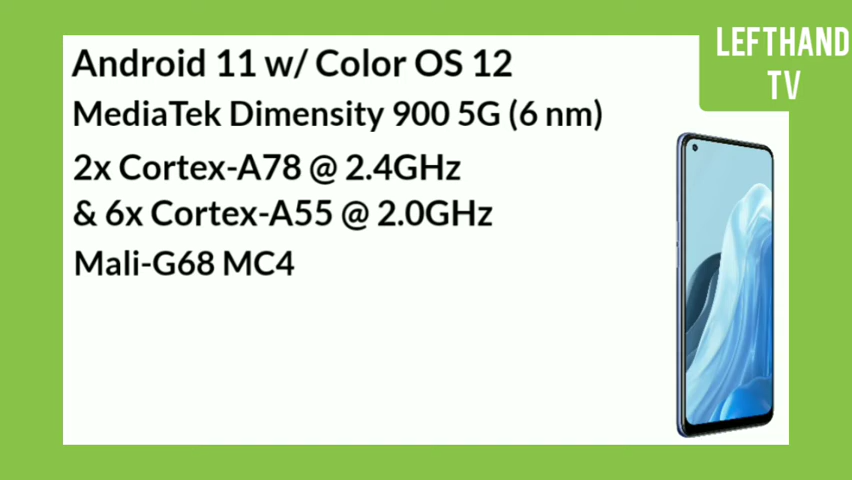 LEFTHAND
TV
Android 11 w/ Color OS 12
MediaTek Dimensity 900 5G (6 nm)
2x Cortex-A78 @ 2.4GHz
& 6x Cortex-A55 @ 2.0GHz
Mali-G68 MC4